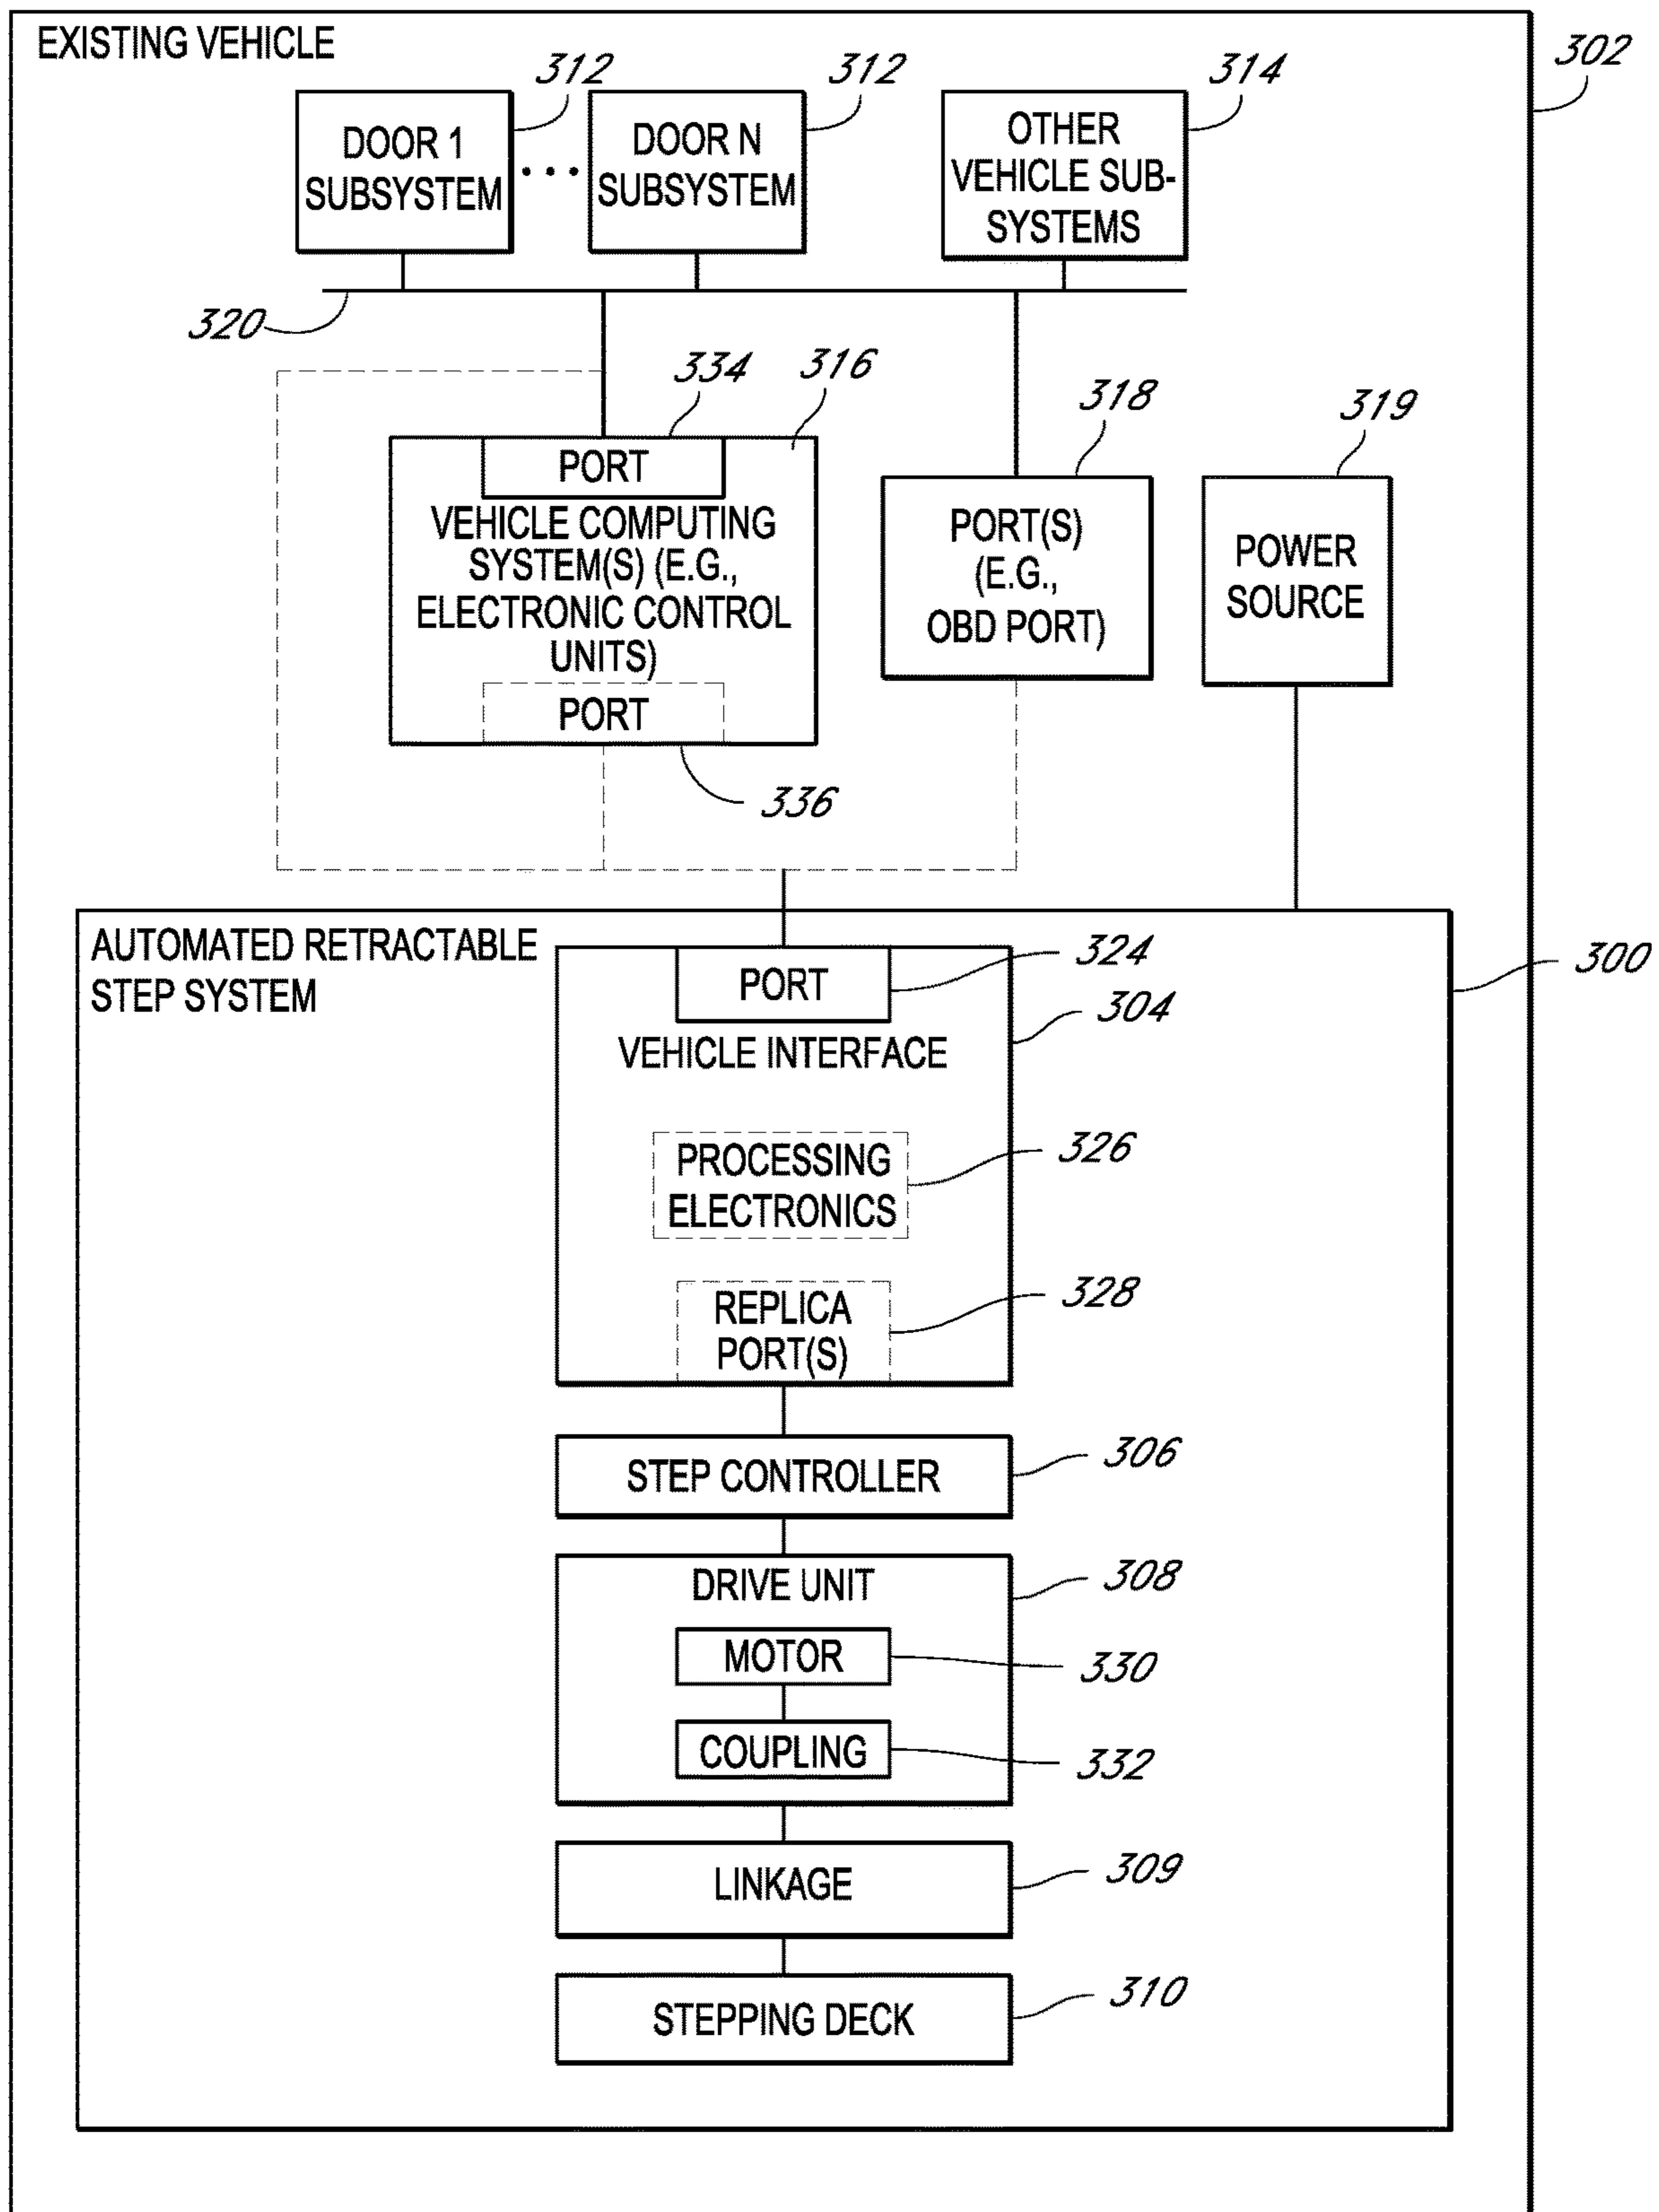 EXISTING VEHICLE
302
312
312
314
DOOR 1
SUBSYSTEM
DOOR N
SUBSYSTEM
OTHER
VEHICLE SUB-
SYSTEMS
320
334
316
318
319
PORT
VEHICLE COMPUTING
SYSTEM(S) (E.G.,
ELECTRONIC CONTROL
UNITS)
PORT
336
PORT(S)
(E.G.,
OBD PORT)
POWER
SOURCE
AUTOMATED RETRACTABLE
STEP SYSTEM
300
PORT
324
304
VEHICLE INTERFACE
PROCESSING
ELECTRONICS
326
REPLICA
PORT(S)
328
STEP CONTROLLER
306
DRIVE UNIT
308
MOTOR
330
COUPLING
332
LINKAGE
309
STEPPING DECK
310